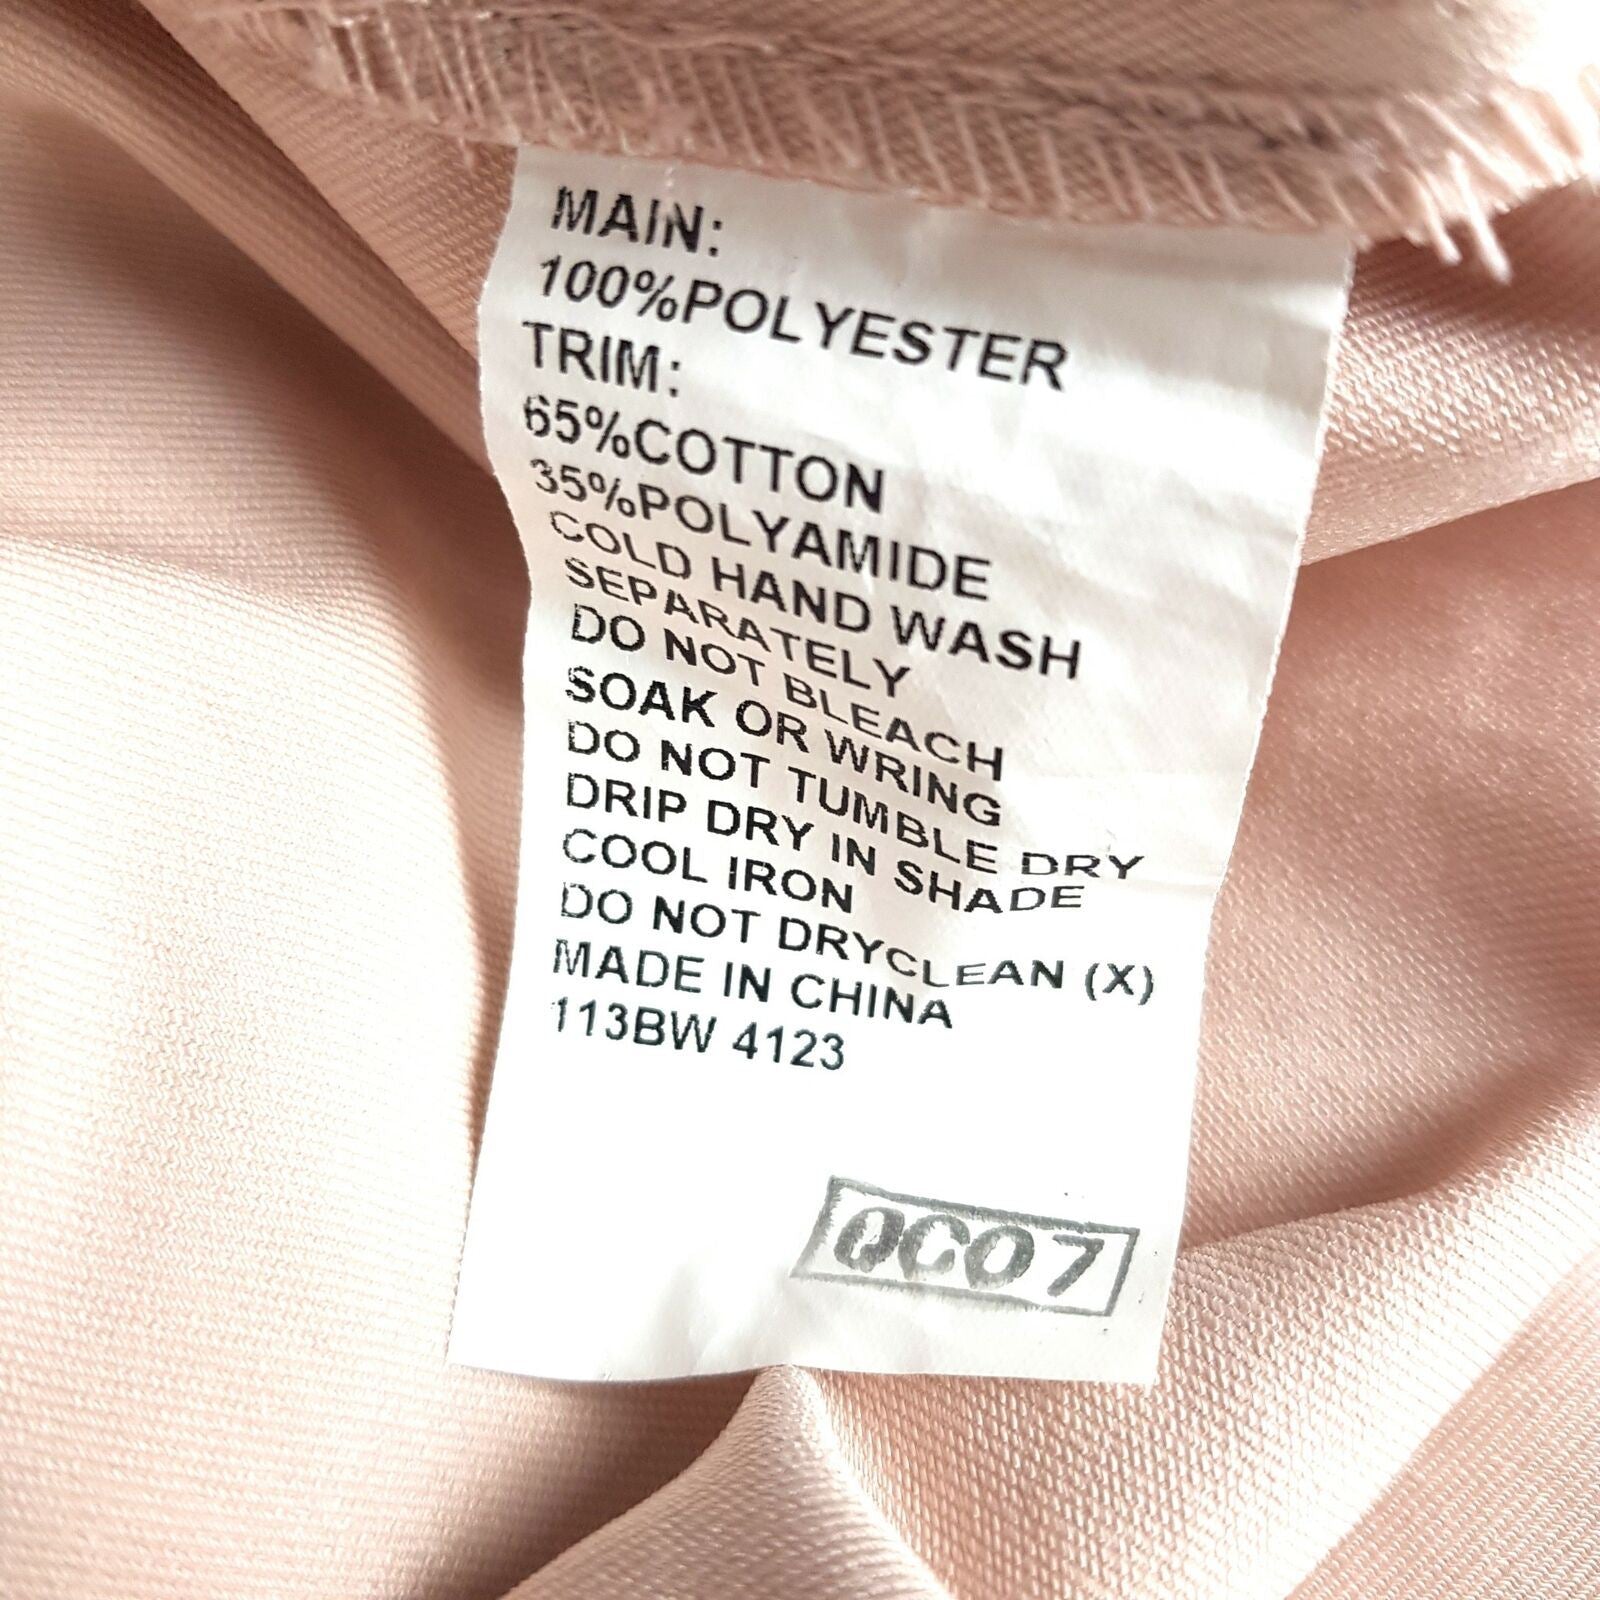 MAIN:
100%POLYESTER
TRIM:
65%COTTON
35%POLYAMIDE
COLD HAND WASH
SEPARATELY
DO NOT BLEACH
SOAK OR WRING
DO NOT TUMBLE DRY
DRIP DRY IN SHADE
COOL IRON
DO NOT DRYCLEAN (X)
MADE IN CHINA
113BW 4123
QC07